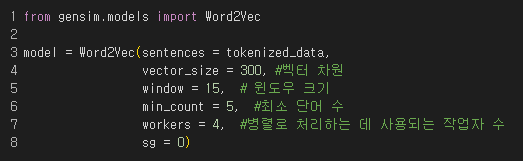 1 from gensim.models import Word2Vec
2
3 model = Word2Vec(sentences = tokenized_data,
4                  vector_size = 300, #벡터 차원
5                  window = 15,  # 윈도우 크기
6                  min_count = 5,  #최소 단어 수
7                  workers = 4,  #병렬로 처리하는 데 사용되는 작업자 수
8                  sg = 0)